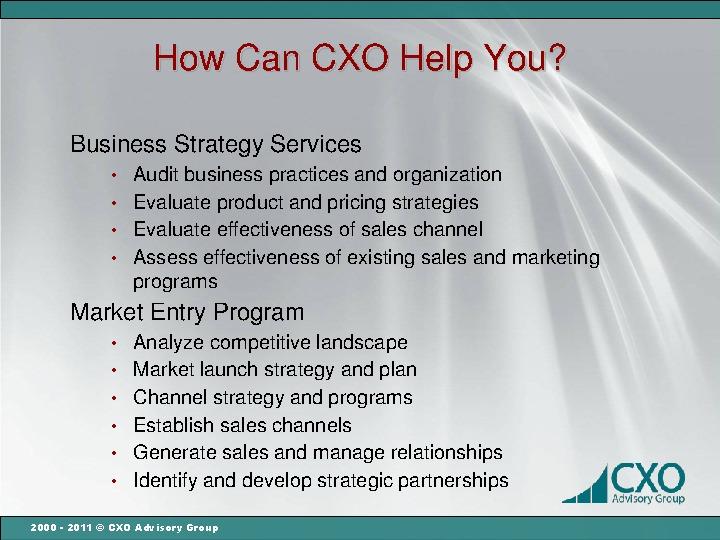 How Can CXO Help You?
Business Strategy Services
• Audit business practices and organization
• Evaluate product and pricing strategies
• Evaluate effectiveness of sales channel
• Assess effectiveness of existing sales and marketing
programs
Market Entry Program
• Analyze competitive landscape
• Market launch strategy and plan
• Channel strategy and programs
• Establish sales channels
• Generate sales and manage relationships
• Identify and develop strategic partnerships
CXO
Advisory Group
2000 - 2011 © CXO Advisory Group